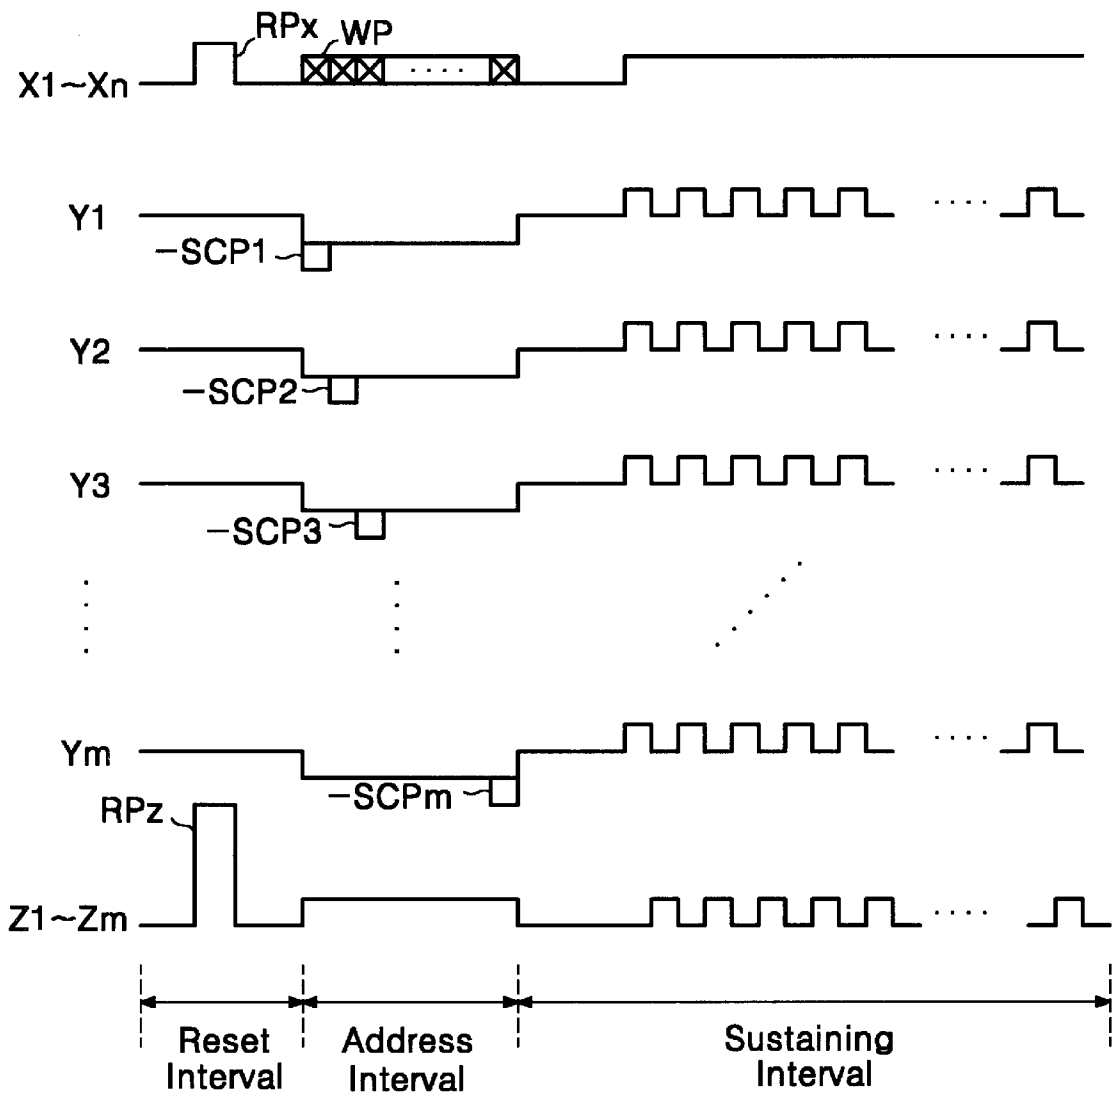 RPx
WP
X1~Xn
Y1
-SCP1
Y2
-SCP2
Y3
-SCP3
Ym
-SCPm
RPz
Z1~Zm
Reset
Interval
Address
Interval
Sustaining
Interval